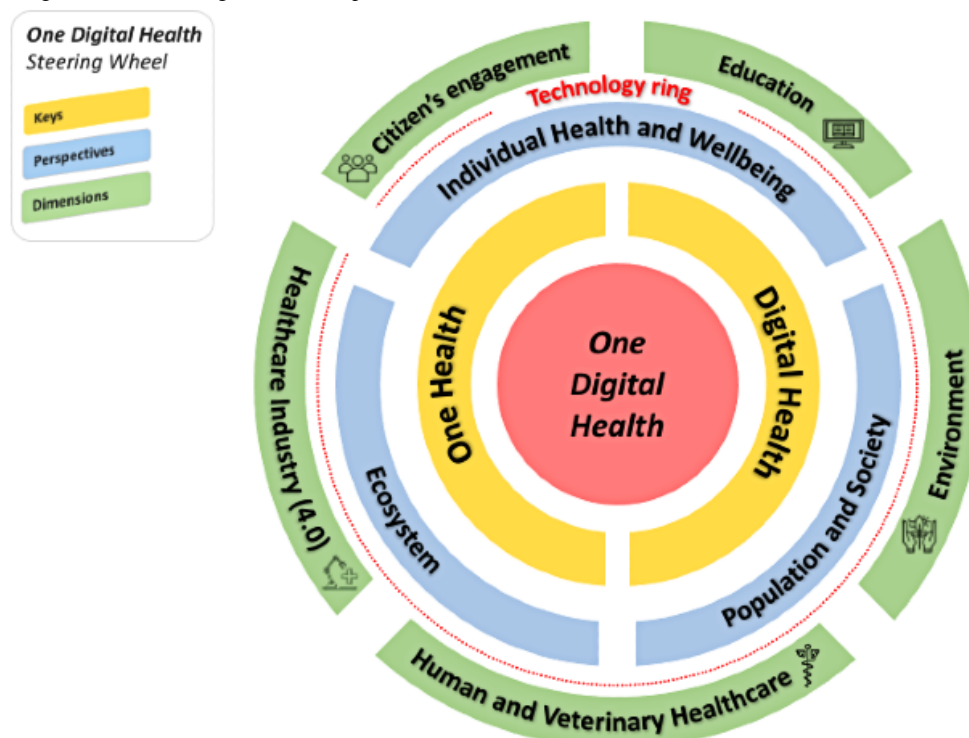 One Digital Health
Steering Wheel
Keys
Perspectives
Dimensions
Citizen's engagement
Education
Technology ring
Individual Health and Wellbeing
One Health
Digital Health
One
Digital
Health
Healthcare Industry (4.0)
Ecosystem
Population and Society
Environment
Human and Veterinary Healthcare